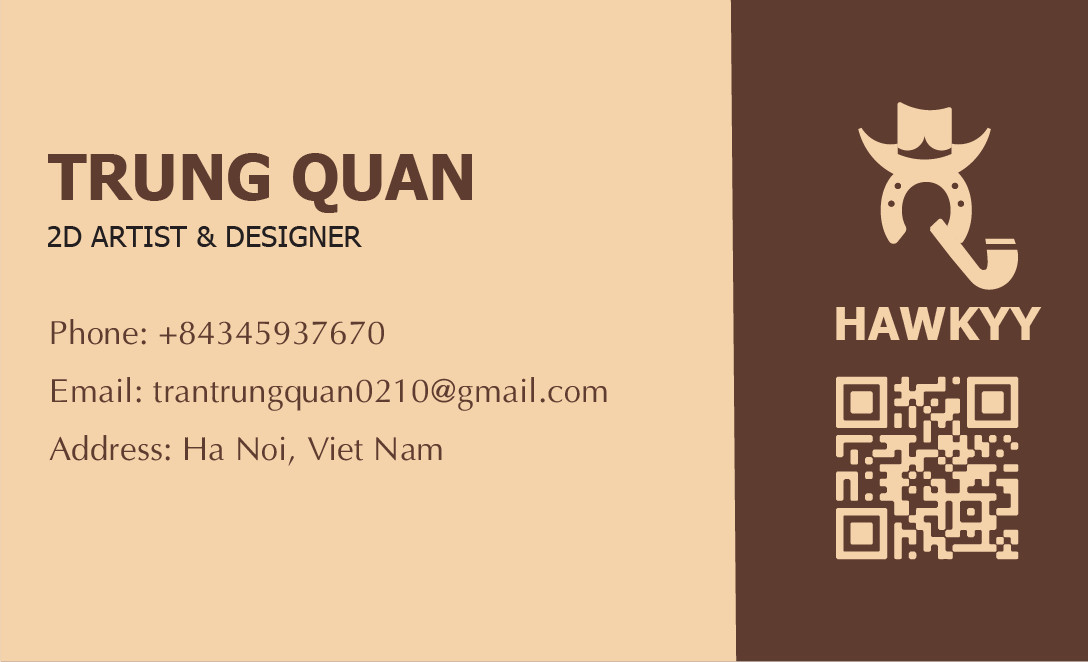 TRUNG QUAN
2D ARTIST & DESIGNER
Phone: +84345937670
Email: trantrungquan0210@gmail.com
Address: Ha Noi, Viet Nam
HAWKYY